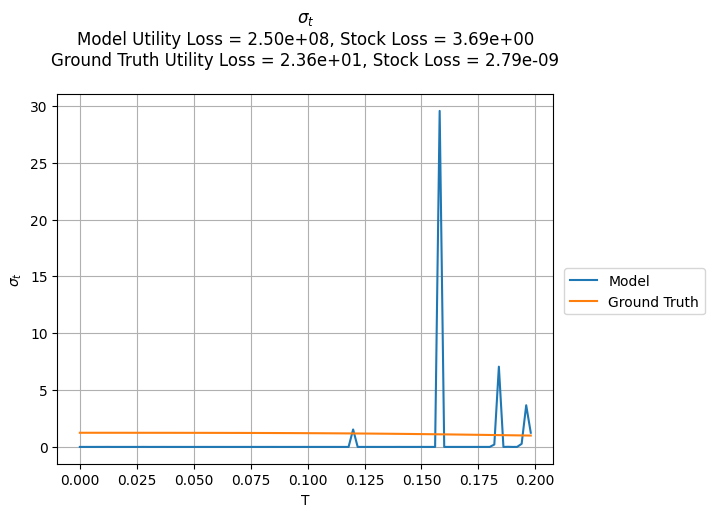 σt
Model Utility Loss = 2.50e+08, Stock Loss = 3.69e+00
Ground Truth Utility Loss = 2.36e+01, Stock Loss = 2.79e-09
30
25
20
15
10
5
0
σt
0.000 0.025 0.050 0.075 0.100 0.125 0.150 0.175 0.200
T
Model
Ground Truth